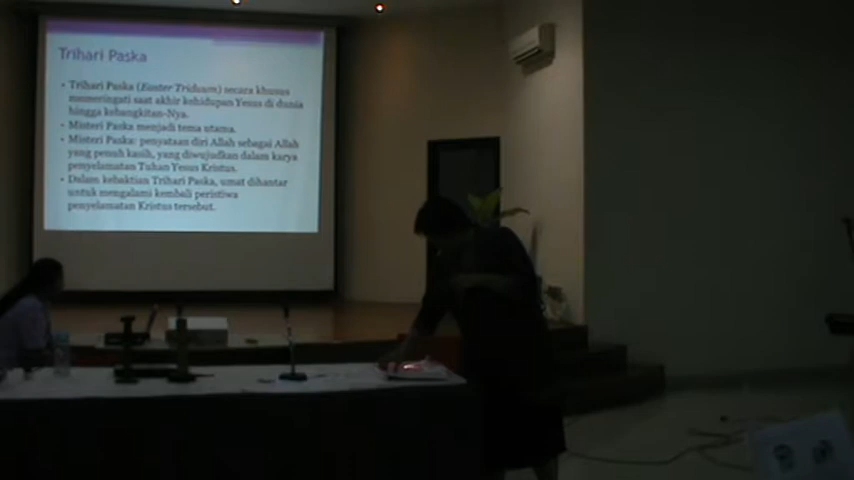 Trihari Paska
• Trihari Paska (Easter Triduum) secara khusus
memeringati saat akhir kehidupan Yesus di dunia
hingga kebangkitan-Nya.
• Misteri Paska menjadi tema utama.
• Misteri Paska: penyataan diri Allah sebagai Allah
yang penuh kasih, yang diwujudkan dalam karya
penyelamatan Tuhan Yesus Kristus.
• Dalam kebaktian Trihari Paska, umat dihantar
untuk mengalami kembali peristiwa
penyelamatan Kristus tersebut.